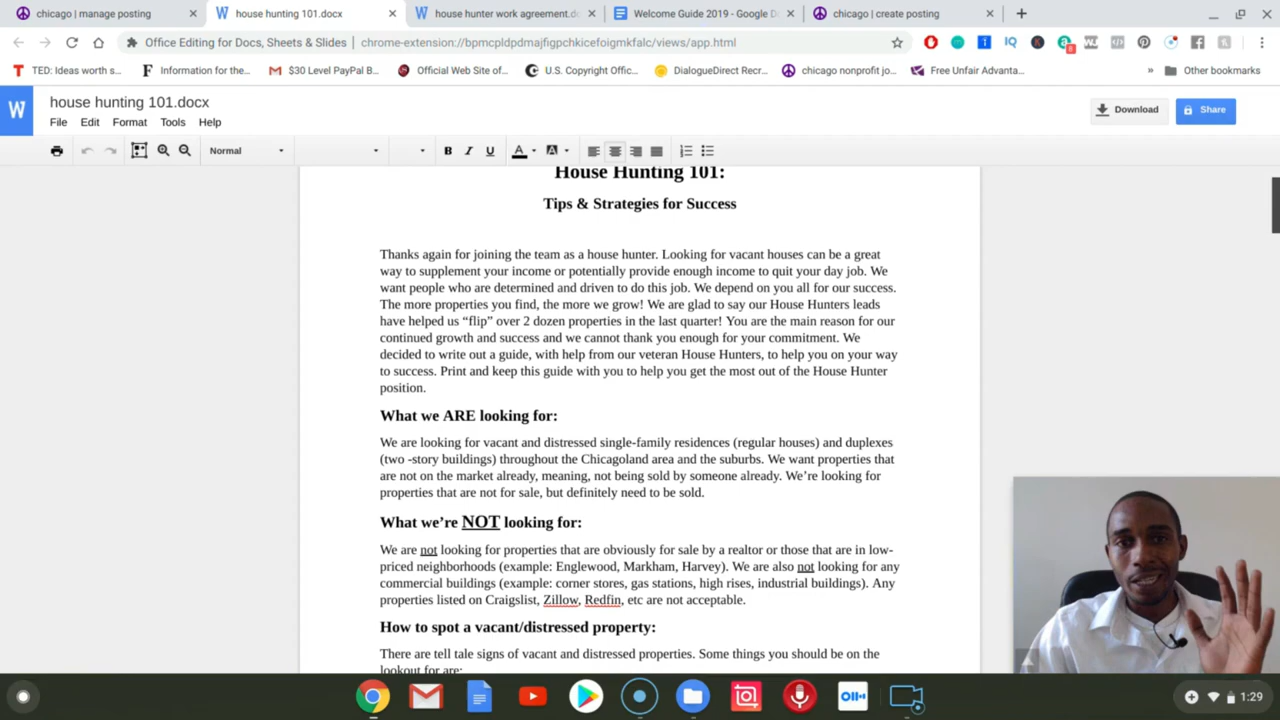 chicago | manage posting
house hunting 101.docx
house hunter work agreement.do
Welcome Guide 2019 - Google D
chicago | create posting
Office Editing for Docs, Sheets & Slides | chrome-extension://bpmcpldpdmajfigpchkicefoigmkfalc/views/app.html
TED: Ideas worth s...
Information for the...
$30 Level PayPal B...
Official Web Site of...
U.S. Copyright Offic...
DialogueDirect Recr...
chicago nonprofit jo...
Free Unfair Advanta...
» Other bookmarks
house hunting 101.docx
File Edit Format Tools Help
Download
Share
Normal
B I U A A
House Hunting 101:
Tips & Strategies for Success
Thanks again for joining the team as a house hunter. Looking for vacant houses can be a great
way to supplement your income or potentially provide enough income to quit your day job. We
want people who are determined and driven to do this job. We depend on you all for our success.
The more properties you find, the more we grow! We are glad to say our House Hunters leads
have helped us “flip” over 2 dozen properties in the last quarter! You are the main reason for our
continued growth and success and we cannot thank you enough for your commitment. We
decided to write out a guide, with help from our veteran House Hunters, to help you on your way
to success. Print and keep this guide with you to help you get the most out of the House Hunter
position.
What we ARE looking for:
We are looking for vacant and distressed single-family residences (regular houses) and duplexes
(two -story buildings) throughout the Chicagoland area and the suburbs. We want properties that
are not on the market already, meaning, not being sold by someone already. We’re looking for
properties that are not for sale, but definitely need to be sold.
What we’re NOT looking for:
We are not looking for properties that are obviously for sale by a realtor or those that are in low-
priced neighborhoods (example: Englewood, Markham, Harvey). We are also not looking for any
commercial buildings (example: corner stores, gas stations, high rises, industrial buildings). Any
properties listed on Craigslist, Zillow, Redfin, etc are not acceptable.
How to spot a vacant/distressed property:
There are tell tale signs of vacant and distressed properties. Some things you should be on the
lookout for are:
1:29